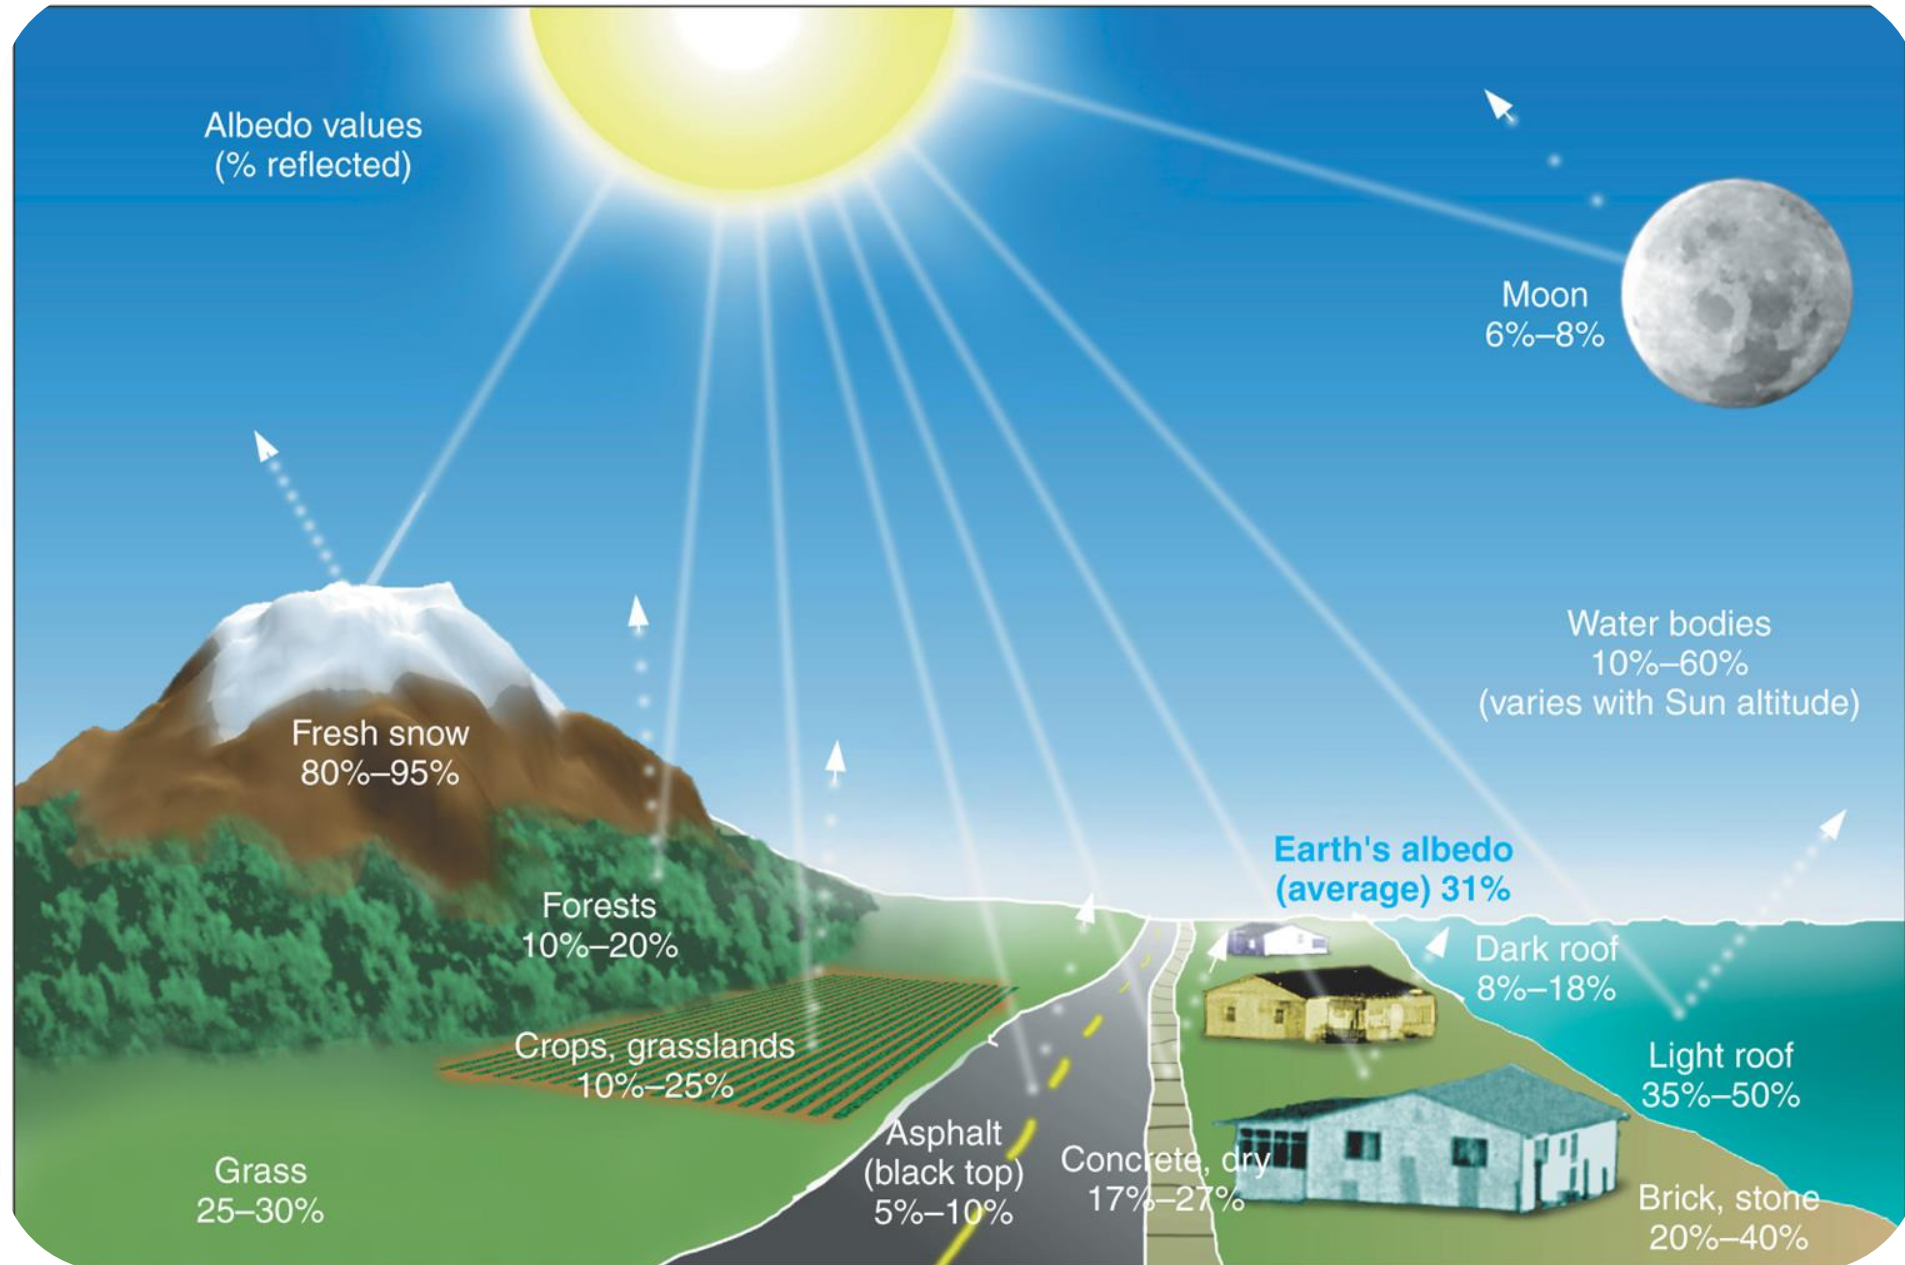 Albedo values
(% reflected)
Moon
6%–8%
Water bodies
10%–60%
(varies with Sun altitude)
Fresh snow
80%–95%
Earth's albedo
(average) 31%
Forests
10%–20%
Dark roof
8%–18%
Crops, grasslands
10%–25%
Light roof
35%–50%
Asphalt
(black top)
5%–10%
Concrete, dry
17%–27%
Grass
25–30%
Brick, stone
20%–40%